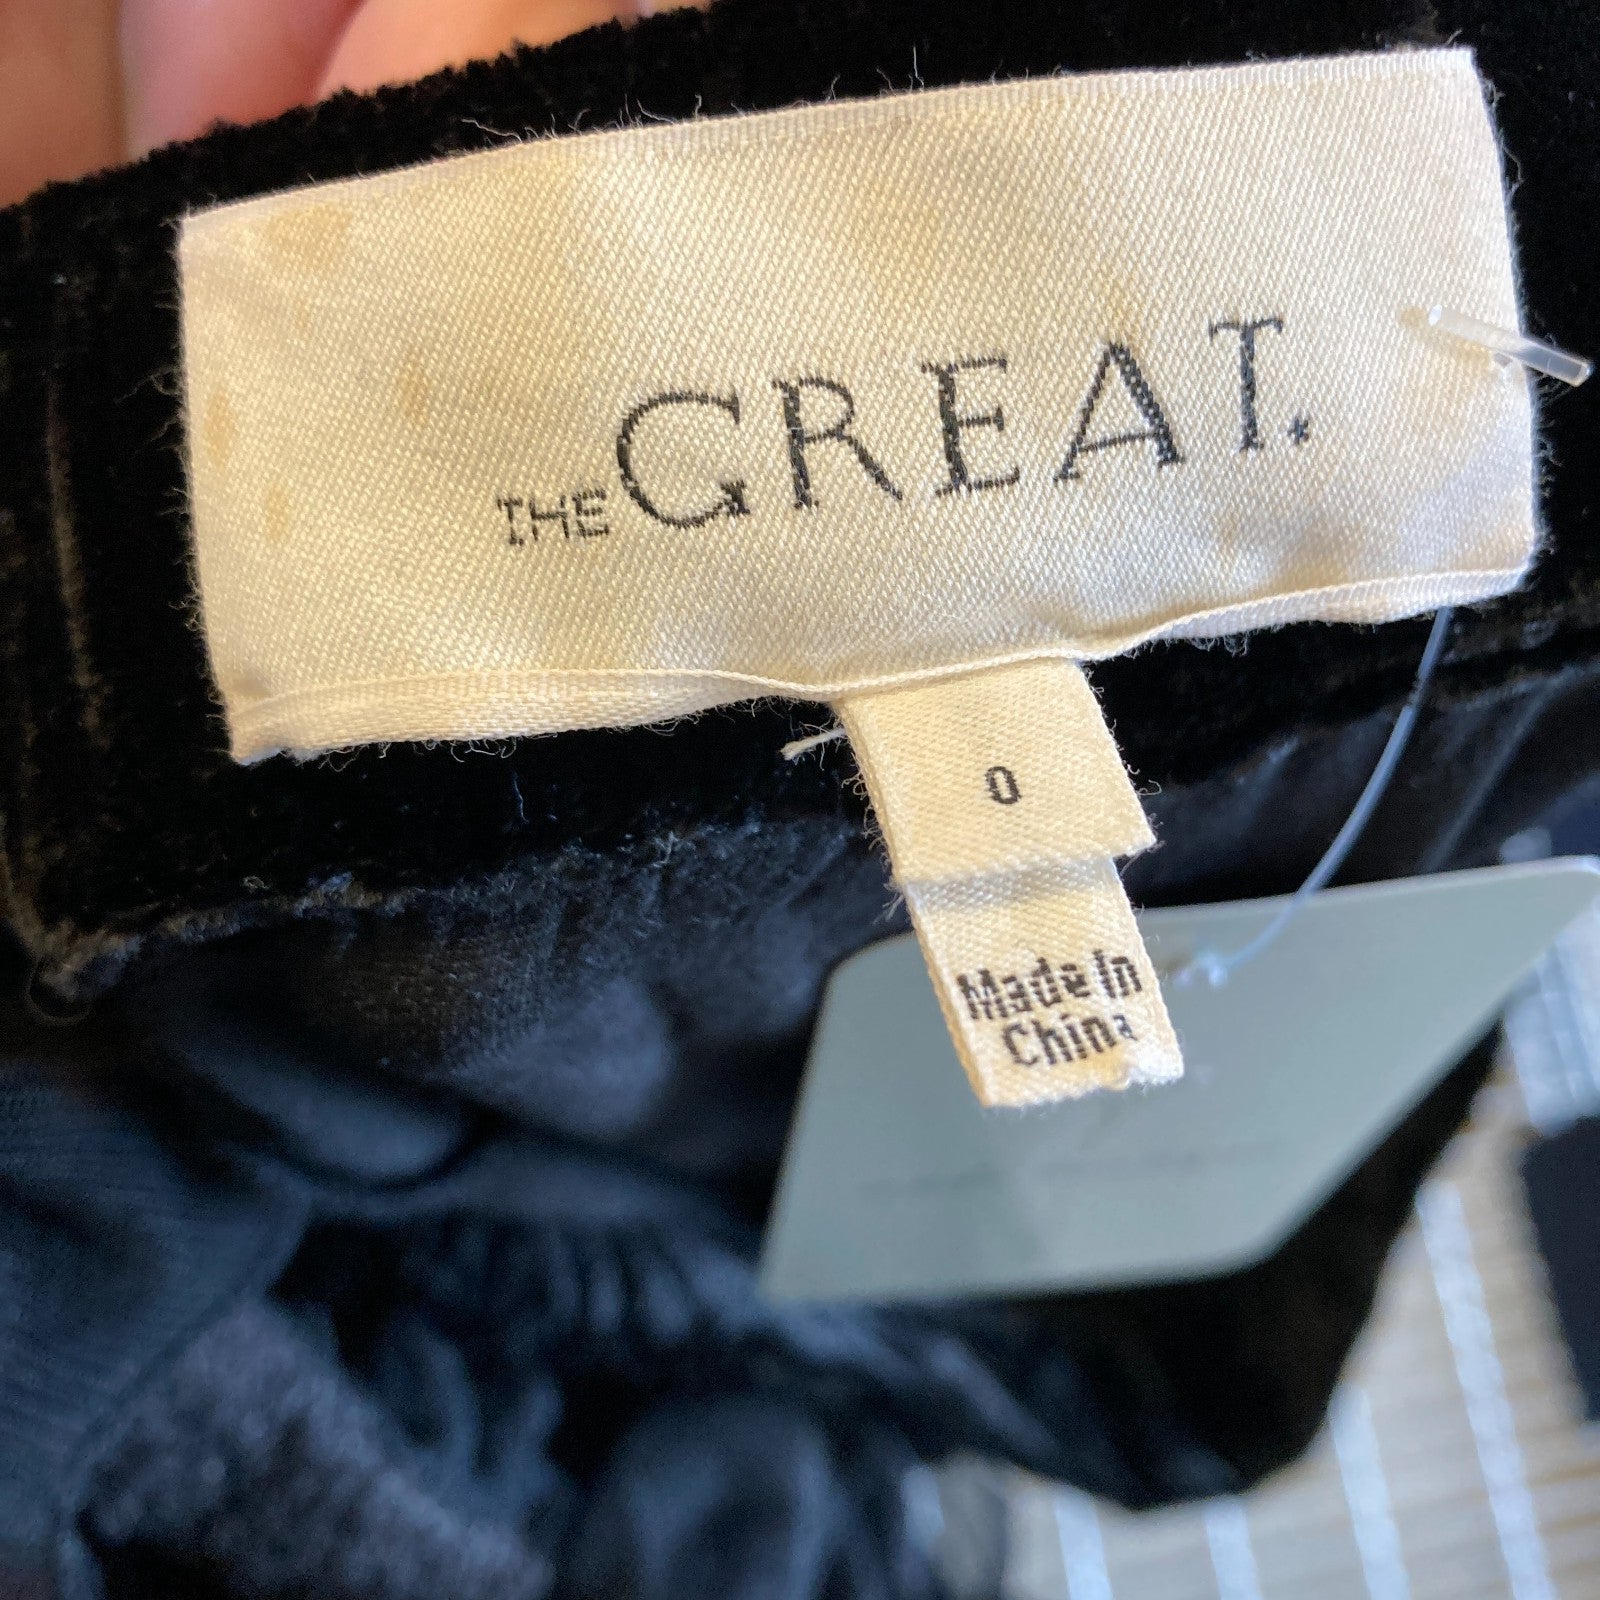 THE GREAT.
0
Made In
China